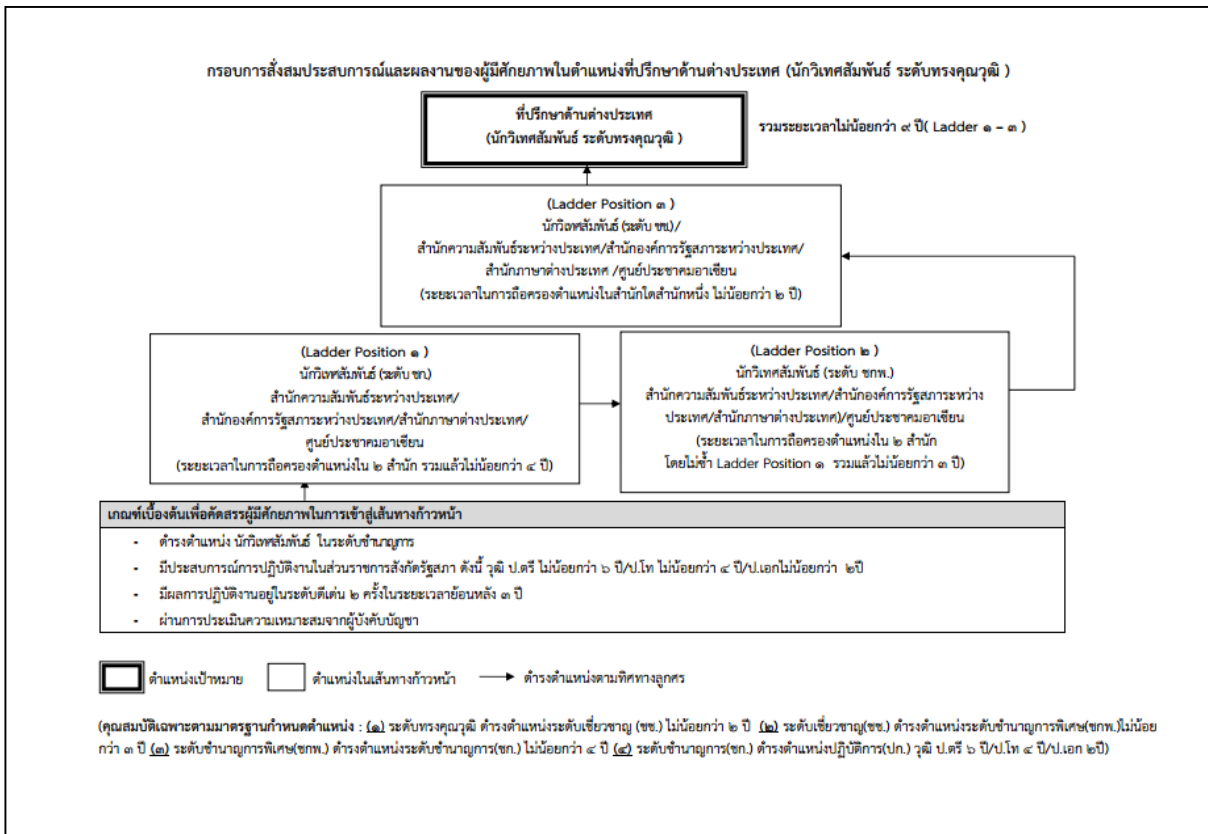 กรอบการสั่งสมประสบการณ์และผลงานของผู้มีศักยภาพในตำแหน่งที่ปรึกษาด้านต่างประเทศ (นักวิเทศสัมพันธ์ ระดับทรงคุณวุฒิ )
ที่ปรึกษาด้านต่างประเทศ
(นักวิเทศสัมพันธ์ ระดับทรงคุณวุฒิ )
รวมระยะเวลาไม่น้อยกว่า ๙ ปี( Ladder ๑ – ๓ )
(Ladder Position ๓ )
นักวิเทศสัมพันธ์ (ระดับ ชช.)/
สำนักความสัมพันธ์ระหว่างประเทศ/สำนักองค์การรัฐสภาระหว่างประเทศ/
สำนักภาษาต่างประเทศ /ศูนย์ประชาคมอาเซียน
(ระยะเวลาในการถือครองตำแหน่งในสำนักใดสำนักหนึ่ง ไม่น้อยกว่า ๒ ปี)
(Ladder Position ๑ )
นักวิเทศสัมพันธ์ (ระดับ ชก.)
สำนักความสัมพันธ์ระหว่างประเทศ/
สำนักองค์การรัฐสภาระหว่างประเทศ/สำนักภาษาต่างประเทศ/
ศูนย์ประชาคมอาเซียน
(ระยะเวลาในการถือครองตำแหน่งใน ๒ สำนัก รวมแล้วไม่น้อยกว่า ๔ ปี)
(Ladder Position ๒ )
นักวิเทศสัมพันธ์ (ระดับ ชกพ.)
สำนักความสัมพันธ์ระหว่างประเทศ/สำนักองค์การรัฐสภาระหว่าง
ประเทศ/สำนักภาษาต่างประเทศ)/ศูนย์ประชาคมอาเซียน
(ระยะเวลาในการถือครองตำแหน่งใน ๒ สำนัก
โดยไม่ซ้ำ Ladder Position ๑ รวมแล้วไม่น้อยกว่า ๓ ปี)
เกณฑ์เบื้องต้นเพื่อคัดสรรผู้มีศักยภาพในการเข้าสู่เส้นทางก้าวหน้า
- ดำรงตำแหน่ง นักวิเทศสัมพันธ์ ในระดับชำนาญการ
- มีประสบการณ์การปฏิบัติงานในส่วนราชการสังกัดรัฐสภา ดังนี้ วุฒิ ป.ตรี ไม่น้อยกว่า ๖ ปี/ป.โท ไม่น้อยกว่า ๔ ปี/ป.เอกไม่น้อยกว่า ๒ปี
- มีผลการปฏิบัติงานอยู่ในระดับดีเด่น ๒ ครั้งในระยะเวลาย้อนหลัง ๓ ปี
- ผ่านการประเมินความเหมาะสมจากผู้บังคับบัญชา
ตำแหน่งเป้าหมาย ตำแหน่งในเส้นทางก้าวหน้า ดำรงตำแหน่งตามทิศทางลูกศร
(คุณสมบัติเฉพาะตามมาตรฐานกำหนดตำแหน่ง : (๑) ระดับทรงคุณวุฒิ ดำรงตำแหน่งระดับเชี่ยวชาญ (ชช.) ไม่น้อยกว่า ๒ ปี (๒) ระดับเชี่ยวชาญ(ชช.) ดำรงตำแหน่งระดับชำนาญการพิเศษ(ชกพ.)ไม่น้อย
กว่า ๓ ปี (๓) ระดับชำนาญการพิเศษ(ชกพ.) ดำรงตำแหน่งระดับชำนาญการ(ชก.) ไม่น้อยกว่า ๔ ปี (๔) ระดับชำนาญการ(ชก.) ดำรงตำแหน่งปฏิบัติการ(ปก.) วุฒิ ป.ตรี ๖ ปี/ป.โท ๔ ปี/ป.เอก ๒ปี)